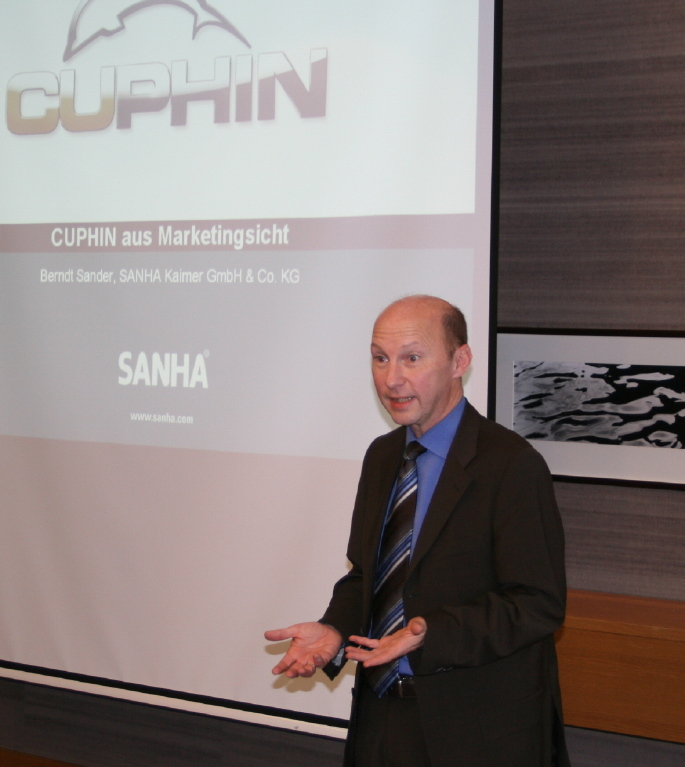 CUPHIN
CUPHIN aus Marketingsicht
Berndt Sander, SANHA Kaimer GmbH & Co. KG
SANHA®
www.sanha.com